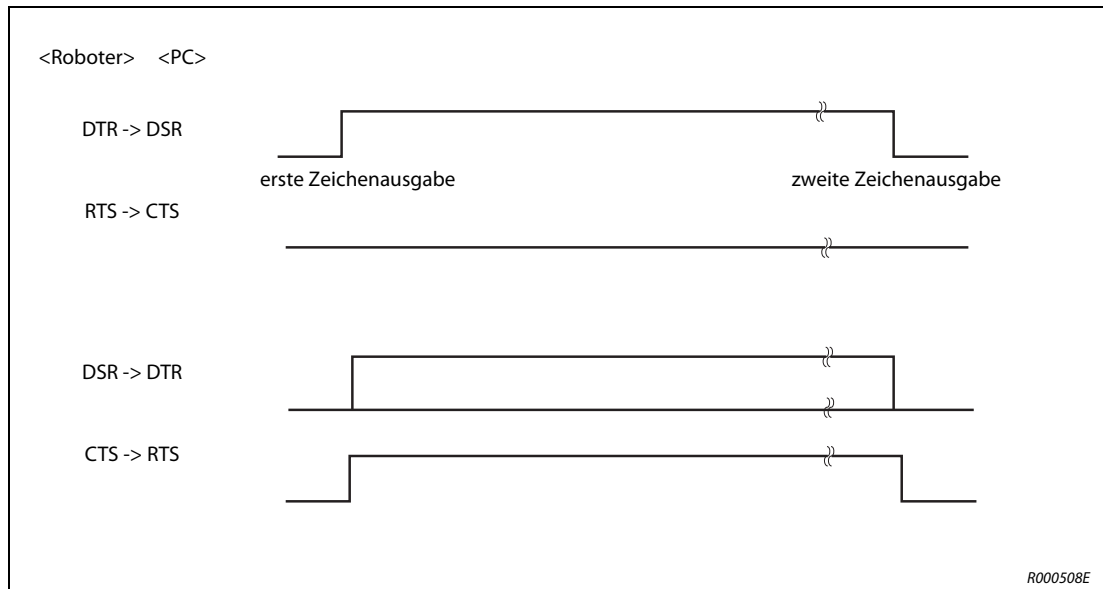 <Roboter> <PC>
DTR -> DSR
erste Zeichenausgabe zweite Zeichenausgabe
RTS -> CTS
DSR -> DTR
CTS -> RTS
R000508E